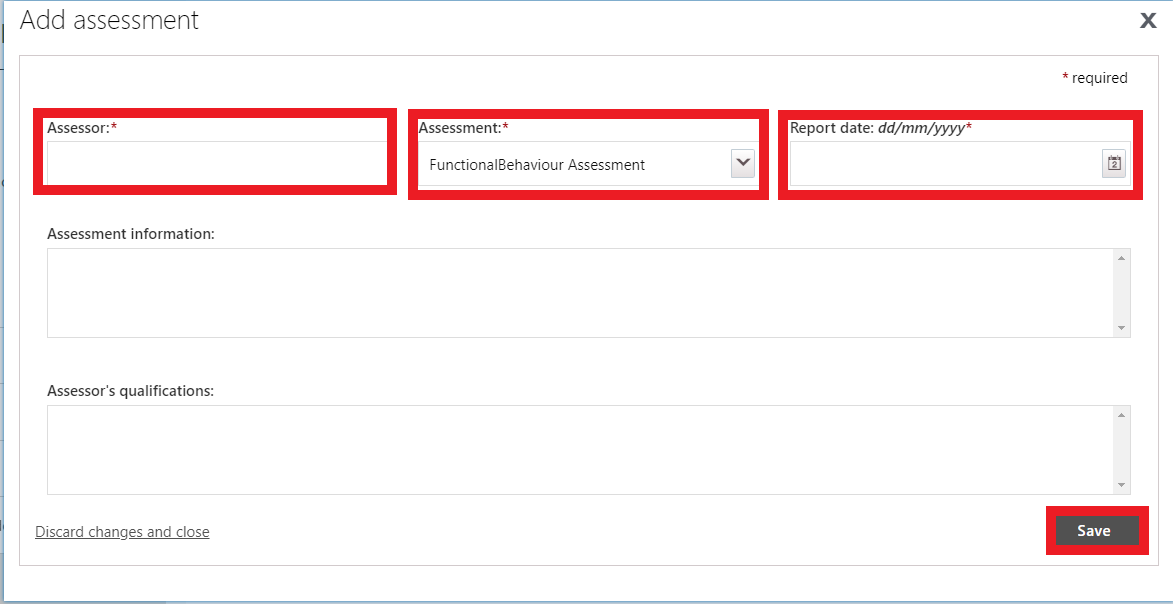 Add assessment
X
* required
Assessor:*
Assessment:*
Report date: dd/mm/yyyy*
FunctionalBehaviour Assessment
2
Assessment information:
Assessor's qualifications:
Discard changes and close
Save